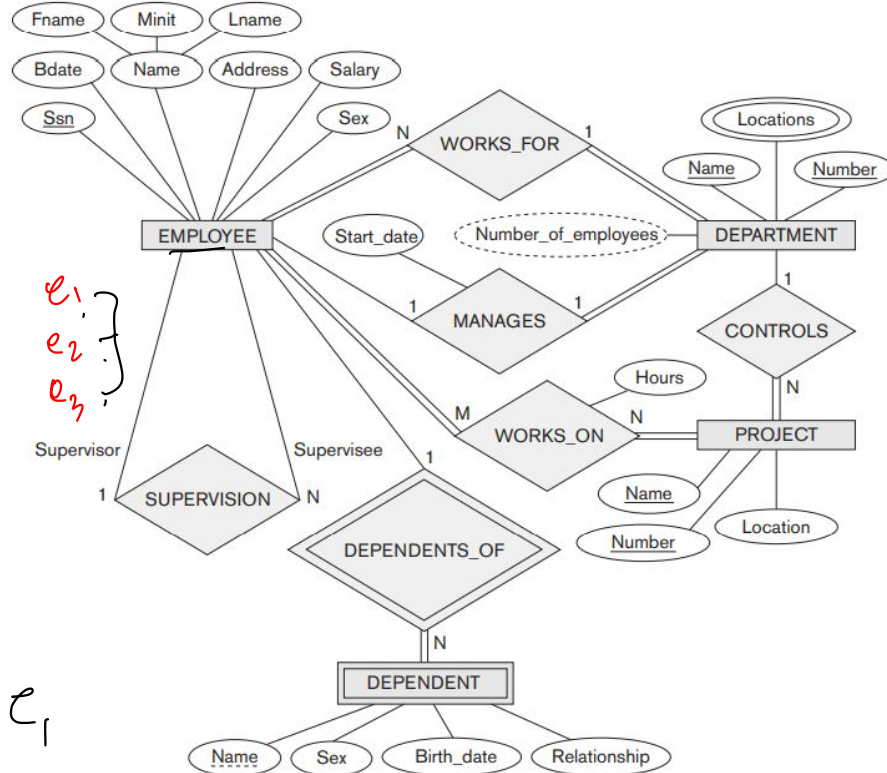 Fname Minit Lname
Bdate Name Address Salary
Ssn Sex
N WORKS_FOR 1
Locations
Name Number
EMPLOYEE Start_date Number_of_employees DEPARTMENT
1 MANAGES 1
1
CONTROLS
N
e1
e2
e3
Hours
M WORKS_ON N PROJECT
Supervisor Supervisee
1 SUPERVISION N
1
Name
Number
Location
DEPENDENTS_OF
N
DEPENDENT
e1
Name Sex Birth_date Relationship